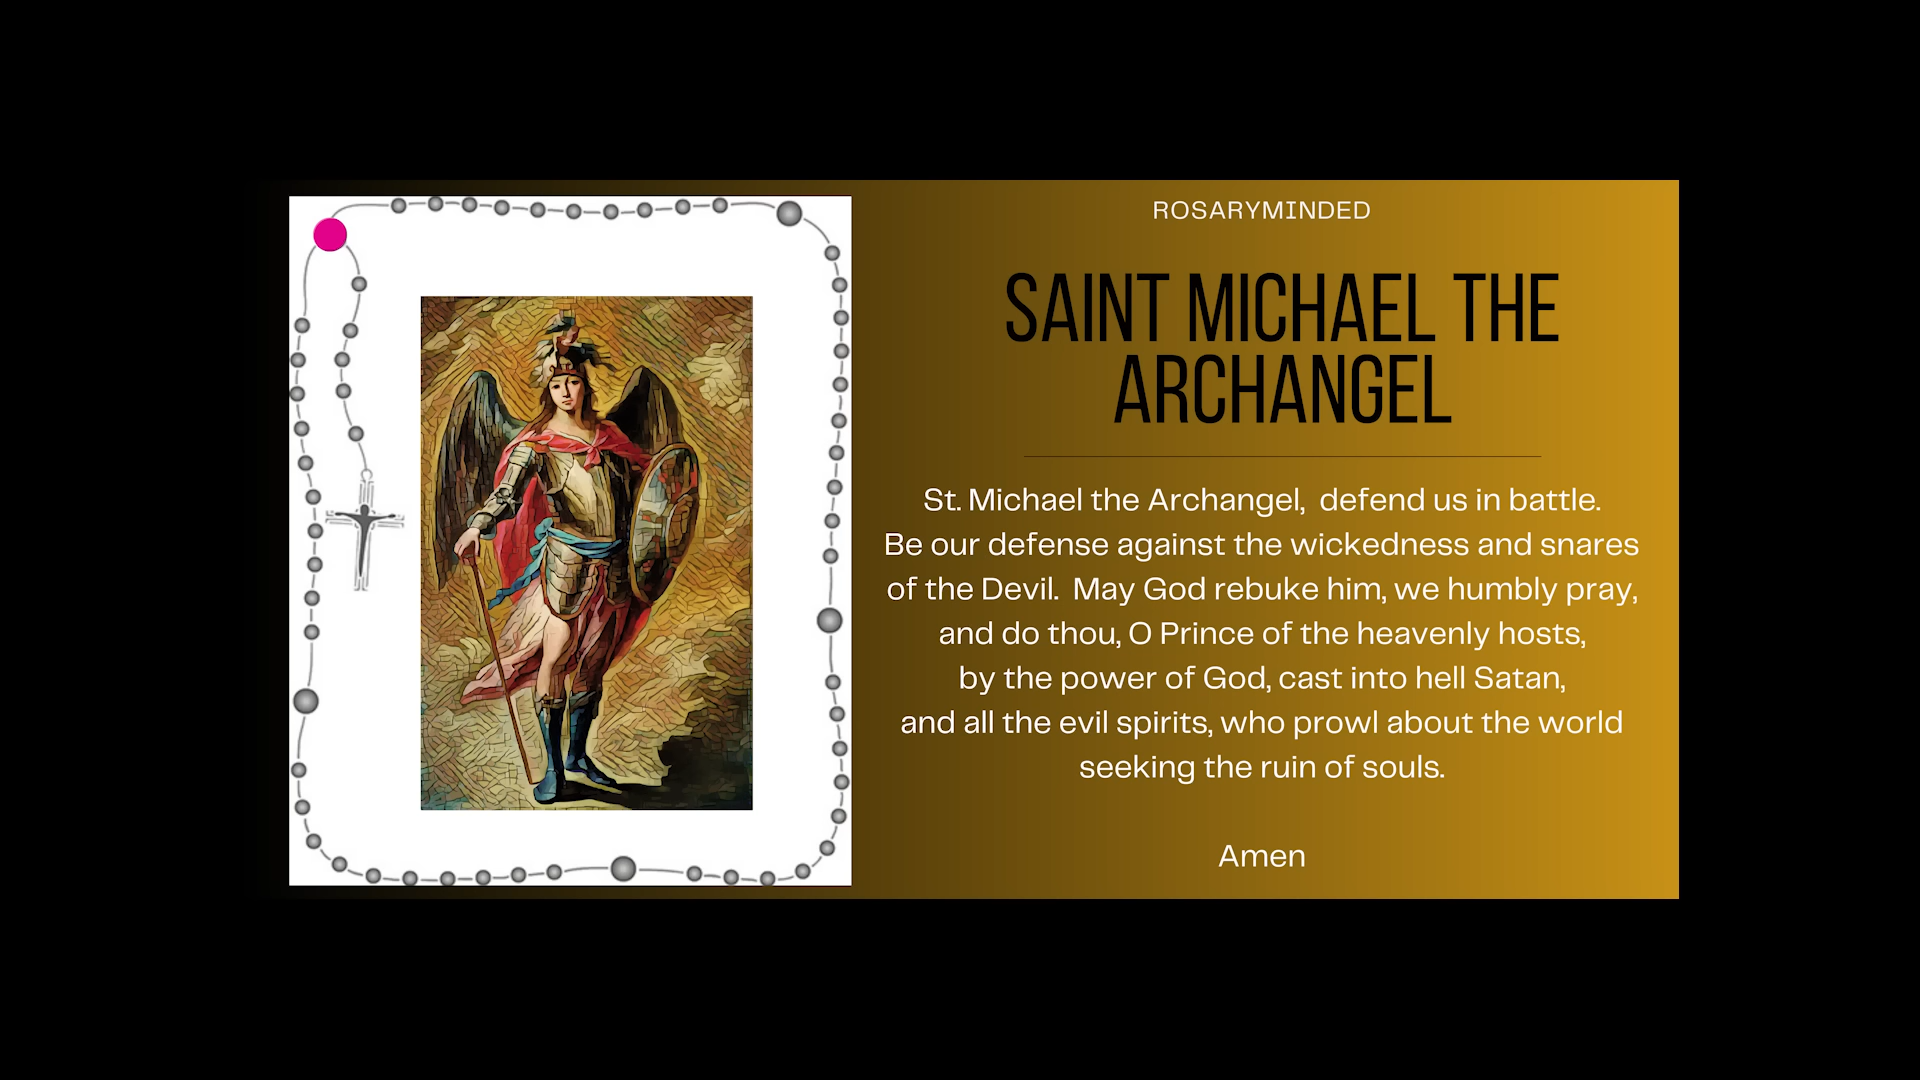 ROSARYMINDED
SAINT MICHAEL THE
ARCHANGEL
St. Michael the Archangel,  defend us in battle.
Be our defense against the wickedness and snares
of the Devil.  May God rebuke him, we humbly pray,
and do thou, O Prince of the heavenly hosts,
by the power of God, cast into hell Satan,
and all the evil spirits, who prowl about the world
seeking the ruin of souls.
Amen